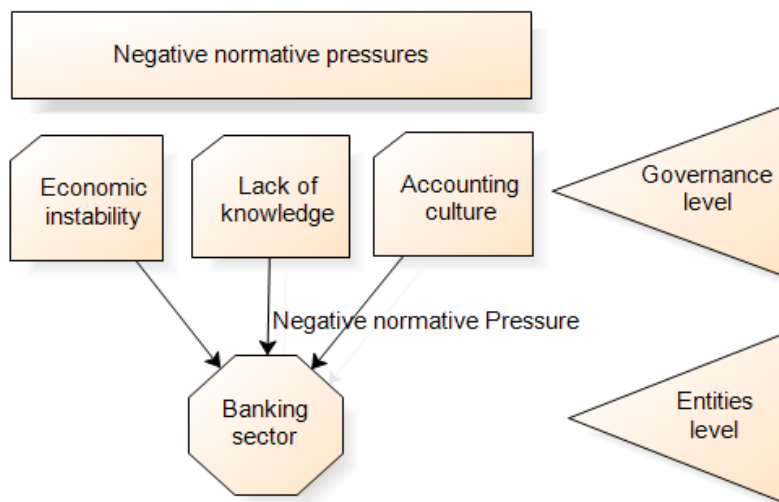 Negative normative pressures
Economic
instability
Lack of
knowledge
Accounting
culture
Governance
level
Negative normative Pressure
Banking
sector
Entities
level